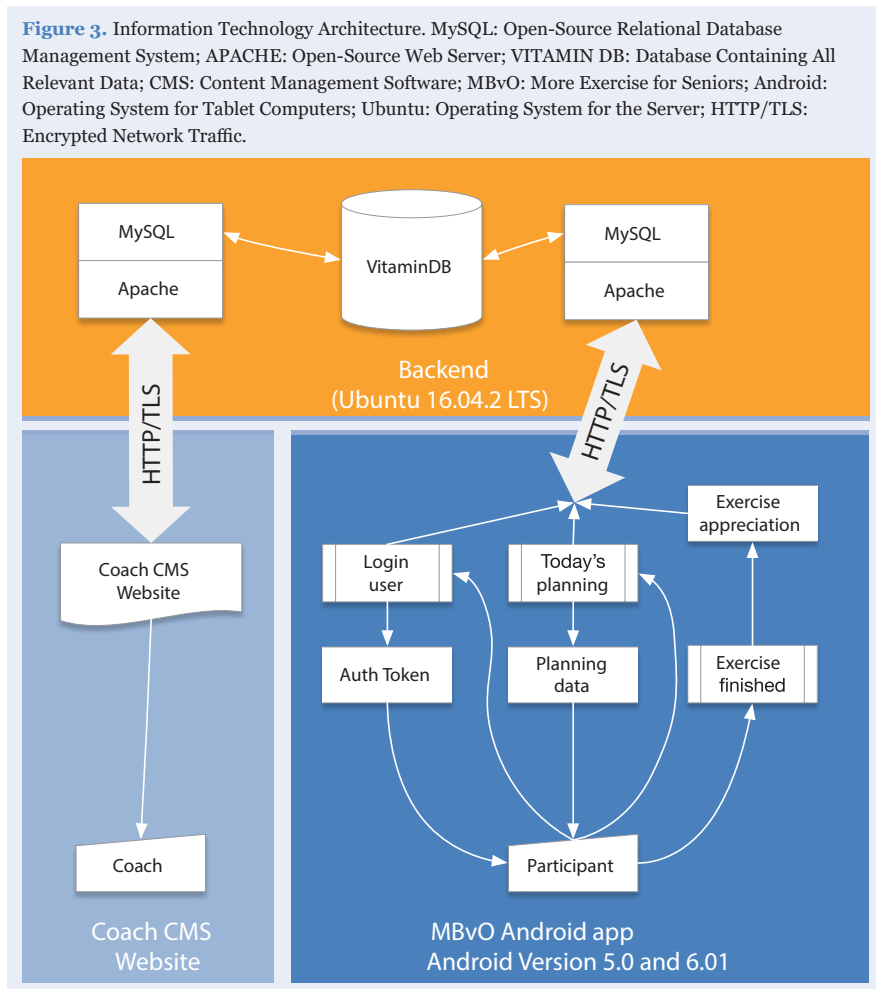 Figure 3. Information Technology Architecture. MySQL: Open-Source Relational Database
Management System; APACHE: Open-Source Web Server; VITAMIN DB: Database Containing All
Relevant Data; CMS: Content Management Software; MBvO: More Exercise for Seniors; Android:
Operating System for Tablet Computers; Ubuntu: Operating System for the Server; HTTP/TLS:
Encrypted Network Traffic.
MySQL
Apache
VitaminDB
MySQL
Apache
Backend
(Ubuntu 16.04.2 LTS)
HTTP/TLS
HTTP/TLS
Coach CMS
Website
Coach
Coach CMS
Website
Login
user
Today's
planning
Exercise
appreciation
Auth Token
Planning
data
Exercise
finished
Participant
MBvO Android app
Android Version 5.0 and 6.01